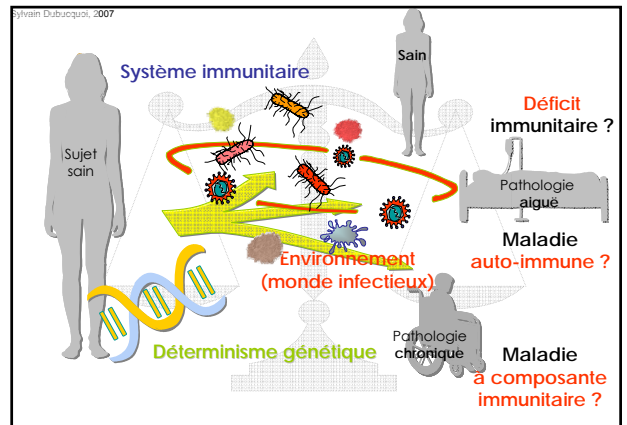 Sylvain Dubucquoi, 2007
Système immunitaire
Sain
Déficit
immunitaire ?
Sujet
sain
Pathologie
aiguë
Maladie
auto-immune ?
Environnement
(monde infectieux)
Déterminisme génétique
Pathologie
chronique
Maladie
à composante
immunitaire ?